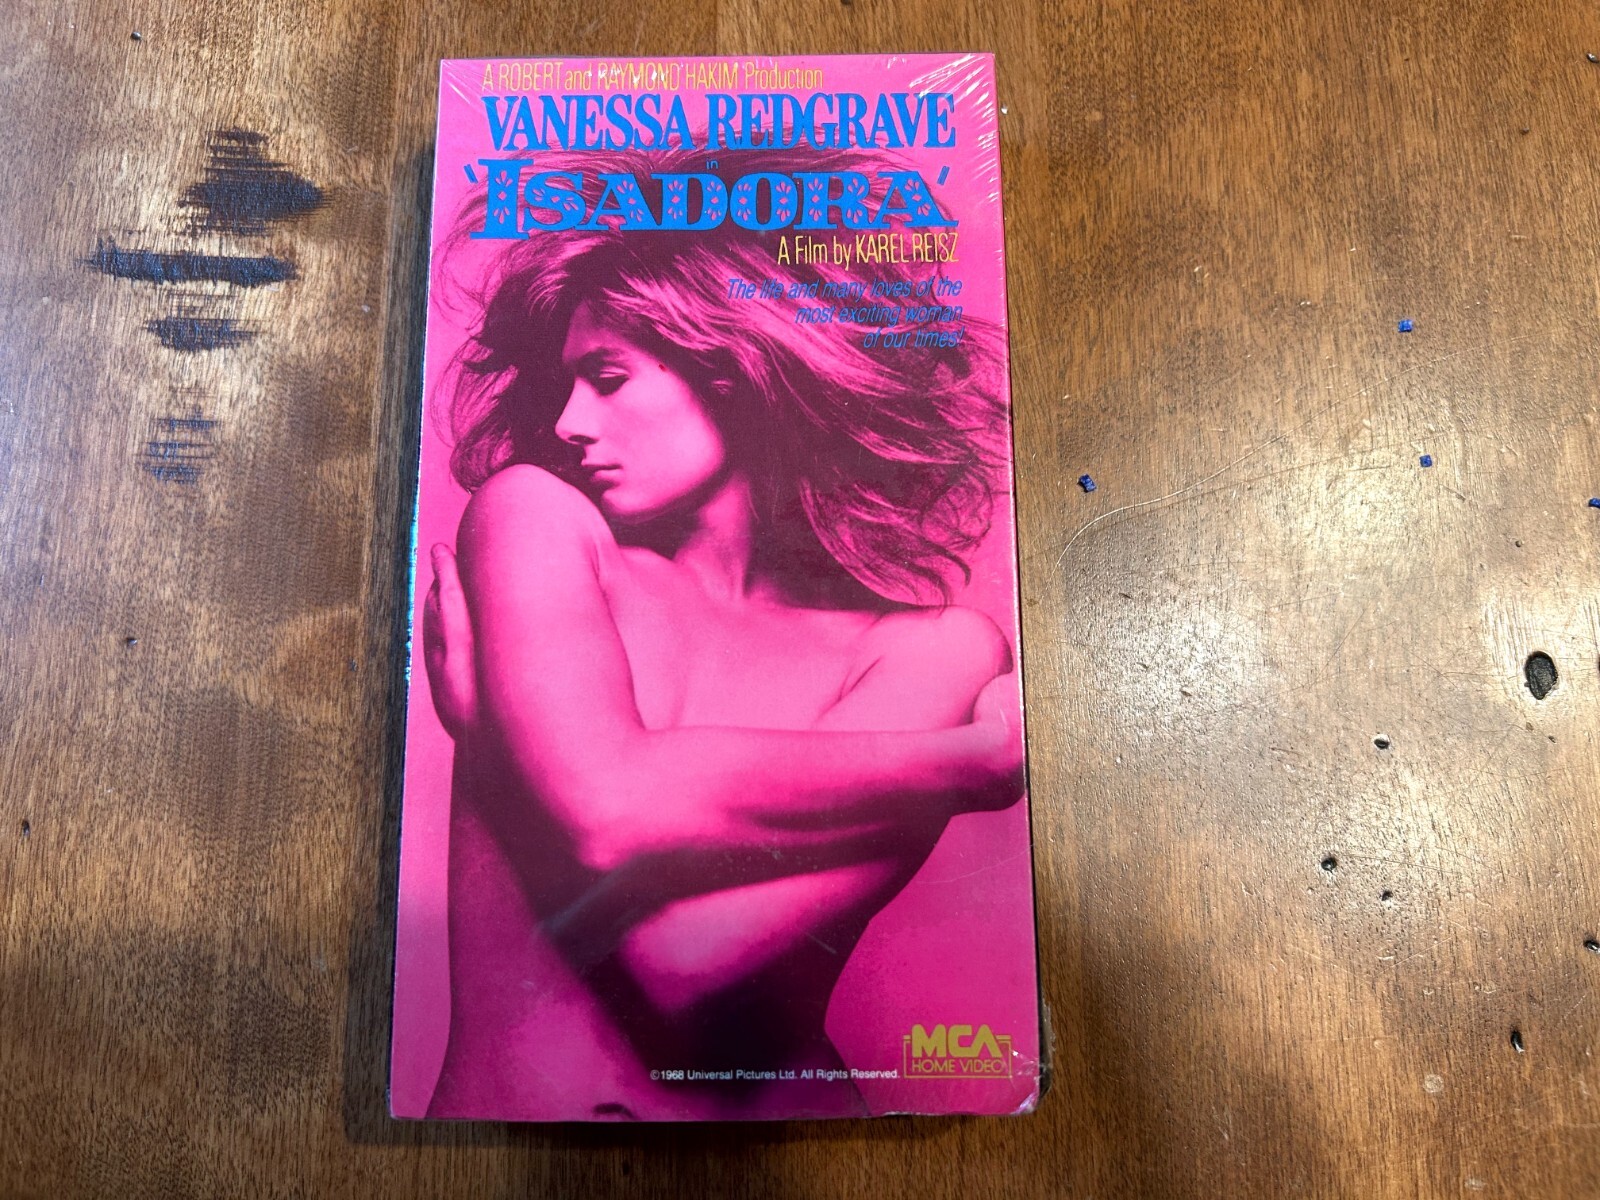 A ROBERT and RAYMOND HAKIM Production
VANESSA REDGRAVE
in
'ISADORA'
A Film by KAREL REISZ
The life and many loves of the
most exciting woman
of our times!
MCA
HOME VIDEO
©1968 Universal Pictures Ltd. All Rights Reserved.